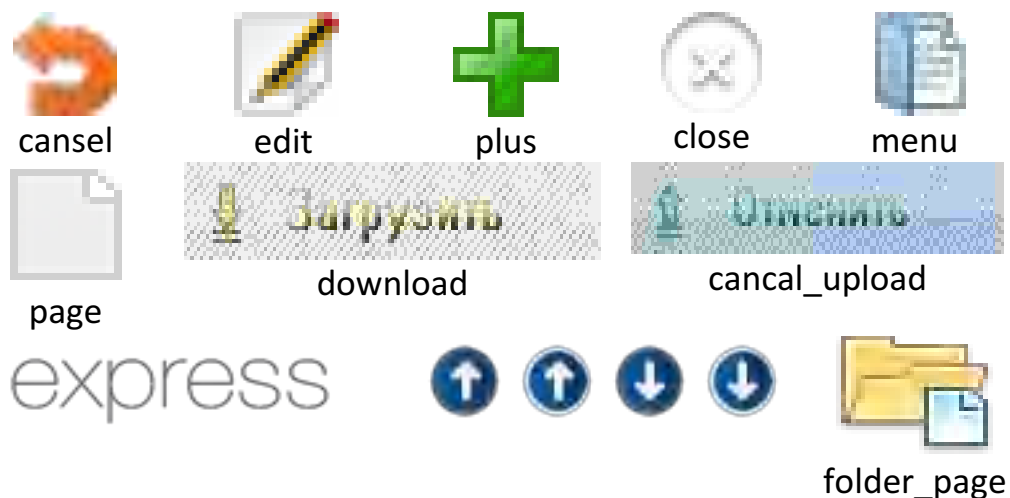 cansel edit plus close menu
Загрузить Отменить
download cancal_upload
page
express
folder_page